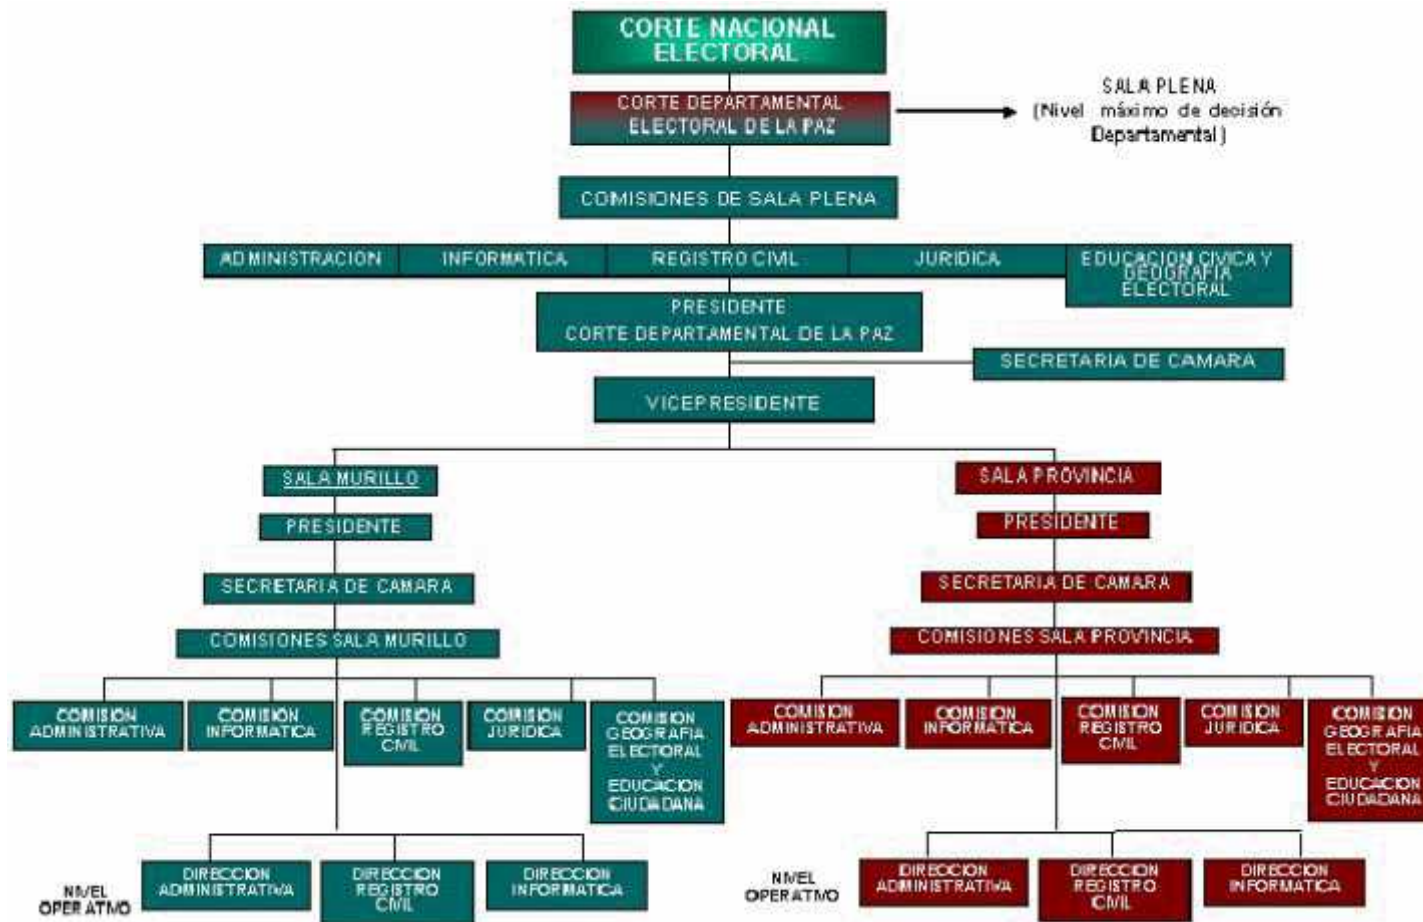 CORTE NACIONAL
ELECTORAL
CORTE DEPARTAMENTAL
ELECTORAL DE LA PAZ
SALA PLENA
(Nivel máximo de decisión
Departamental)
COMISIONES DE SALA PLENA
ADMINISTRACION
INFORMATICA
REGISTRO CIVIL
JURIDICA
EDUCACION CIVICA Y
GEOGRAFIA
ELECTORAL
PRESIDENTE
CORTE DEPARTAMENTAL DE LA PAZ
SECRETARIA DE CAMARA
VICEPRESIDENTE
SALA MURILLO
PRESIDENTE
SECRETARIA DE CAMARA
COMISIONES SALA MURILLO
COMISION
ADMINISTRATIVA
COMISION
INFORMATICA
COMISION
REGISTRO
CIVIL
COMISION
JURIDICA
COMISION
GEOGRAFIA
ELECTORAL
Y
EDUCACION
CIUDADANA
NIVEL
OPERATIVO
DIRECCION
ADMINISTRATIVA
DIRECCION
REGISTRO
CIVIL
DIRECCION
INFORMATICA
SALA PROVINCIA
PRESIDENTE
SECRETARIA DE CAMARA
COMISIONES SALA PROVINCIA
COMISION
ADMINISTRATIVA
COMISION
INFORMATICA
COMISION
REGISTRO
CIVIL
COMISION
JURIDICA
COMISION
GEOGRAFIA
ELECTORAL
Y
EDUCACION
CIUDADANA
NIVEL
OPERATIVO
DIRECCION
ADMINISTRATIVA
DIRECCION
REGISTRO
CIVIL
DIRECCION
INFORMATICA